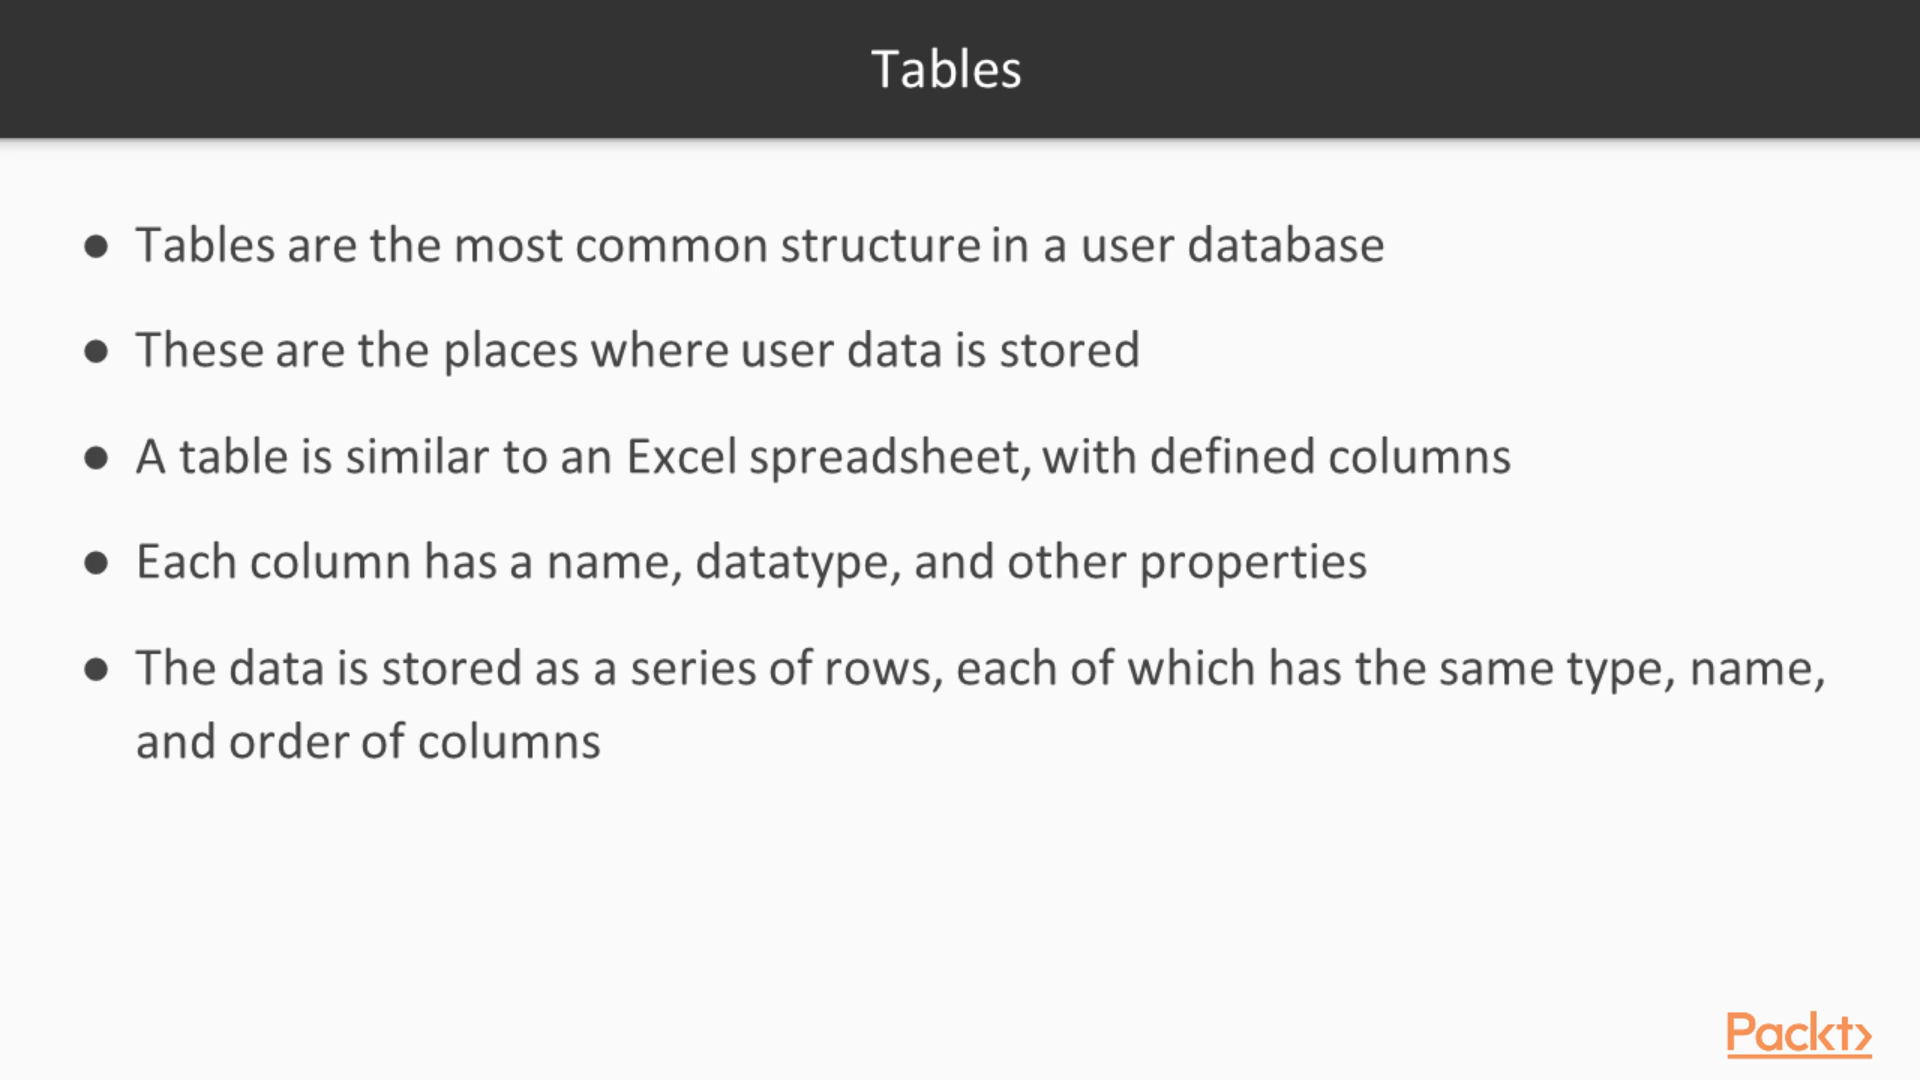 Tables
● Tables are the most common structure in a user database
● These are the places where user data is stored
● A table is similar to an Excel spreadsheet, with defined columns
● Each column has a name, datatype, and other properties
● The data is stored as a series of rows, each of which has the same type, name,
and order of columns
Packt>